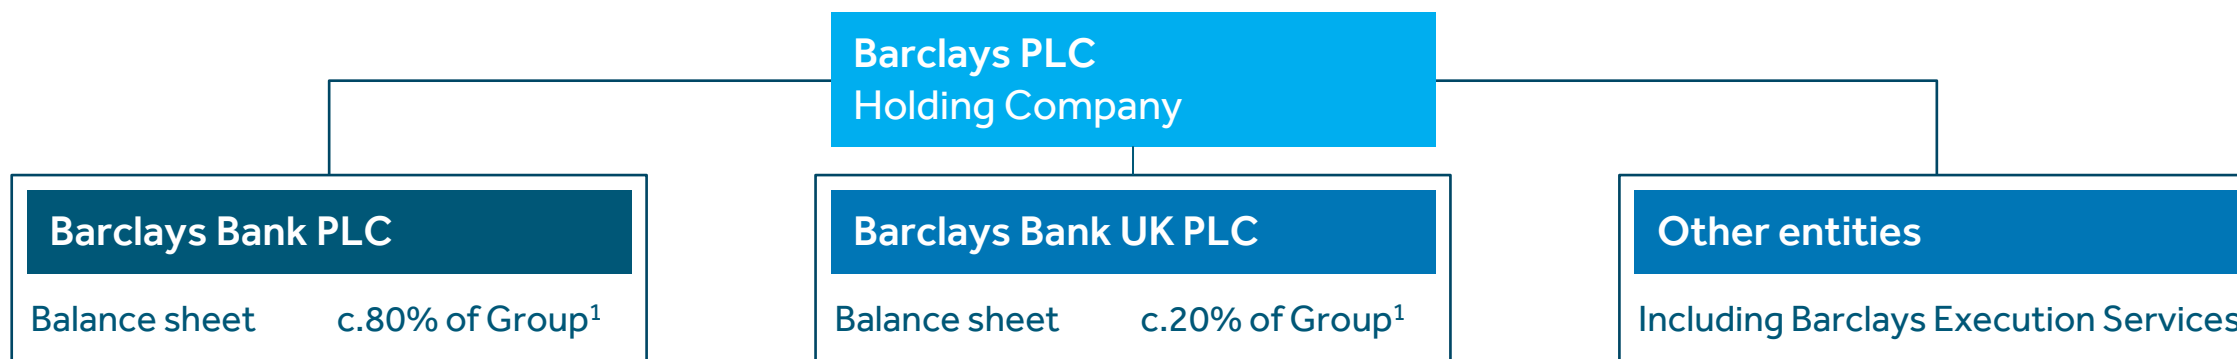 Barclays PLC
Holding Company
Barclays Bank PLC
Balance sheet c.80% of Group¹
Barclays Bank UK PLC
Balance sheet c.20% of Group¹
Other entities
Including Barclays Execution Services